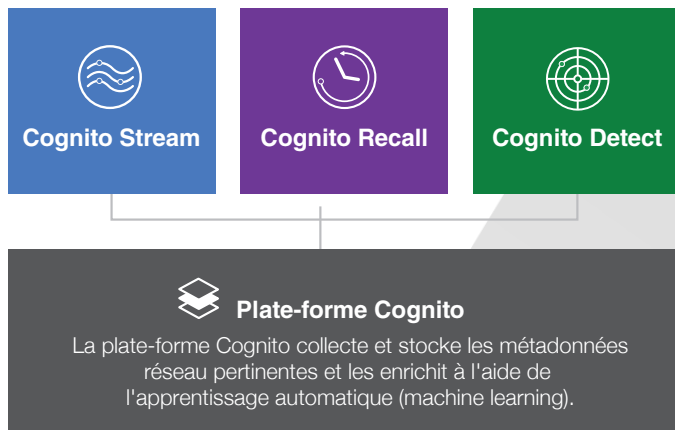 Cognito Stream
Cognito Recall
Cognito Detect
Plate-forme Cognito
La plate-forme Cognito collecte et stocke les métadonnées
réseau pertinentes et les enrichit à l'aide de
l'apprentissage automatique (machine learning).